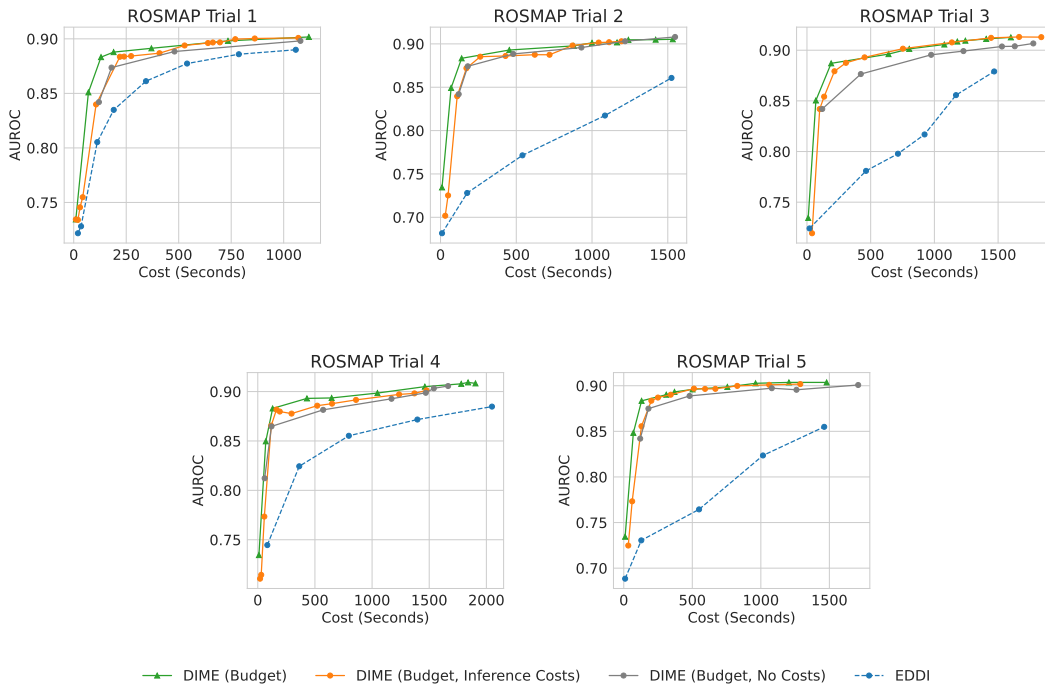 ROSMAP Trial 1
ROSMAP Trial 2
ROSMAP Trial 3
0.90
0.85
0.80
0.75
AUROC
0 250 500 750 1000
Cost (Seconds)
0.90
0.85
0.80
0.75
0.70
AUROC
0 500 1000 1500
Cost (Seconds)
0.90
0.85
0.80
0.75
AUROC
0 500 1000 1500
Cost (Seconds)
ROSMAP Trial 4
ROSMAP Trial 5
0.90
0.85
0.80
0.75
AUROC
0 500 1000 1500 2000
Cost (Seconds)
0.90
0.85
0.80
0.75
0.70
AUROC
0 500 1000 1500
Cost (Seconds)
DIME (Budget) DIME (Budget, Inference Costs) DIME (Budget, No Costs) EDDI